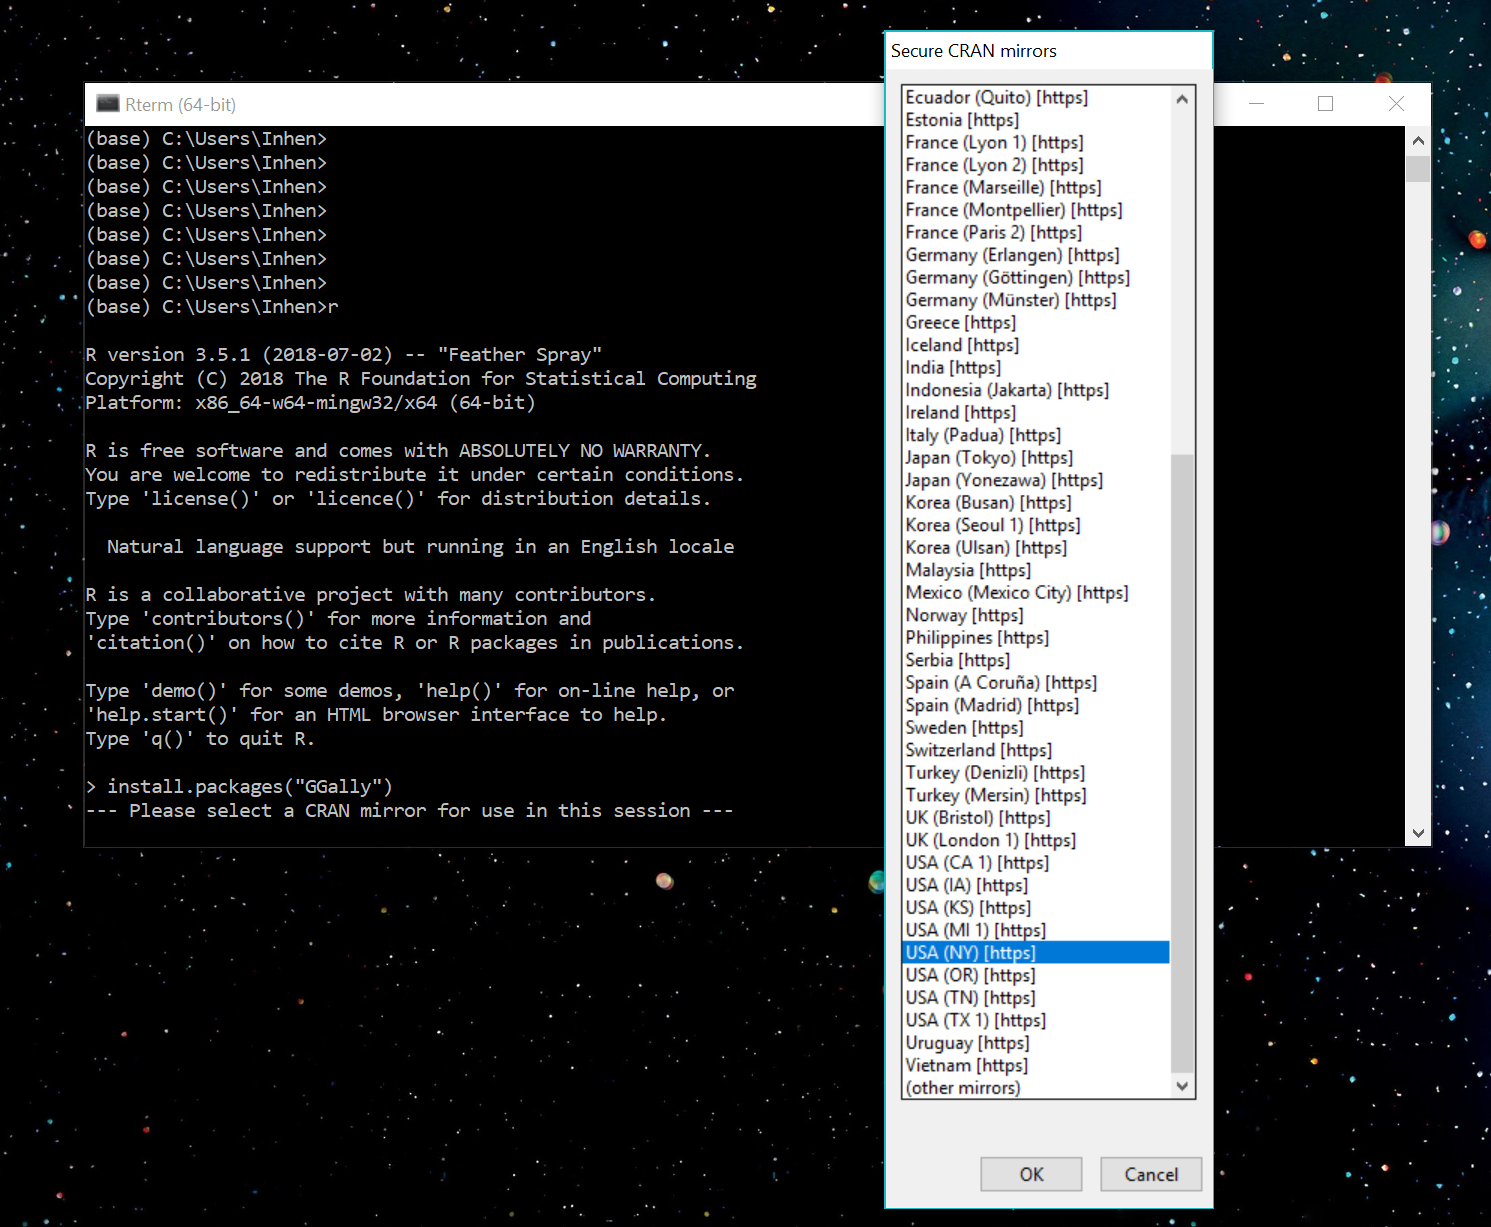 Rterm (64-bit)
(base) C:\Users\Inhen>
(base) C:\Users\Inhen>
(base) C:\Users\Inhen>
(base) C:\Users\Inhen>
(base) C:\Users\Inhen>
(base) C:\Users\Inhen>
(base) C:\Users\Inhen>
(base) C:\Users\Inhen>r
R version 3.5.1 (2018-07-02) -- "Feather Spray"
Copyright (C) 2018 The R Foundation for Statistical Computing
Platform: x86_64-w64-mingw32/x64 (64-bit)
R is free software and comes with ABSOLUTELY NO WARRANTY.
You are welcome to redistribute it under certain conditions.
Type 'license()' or 'licence()' for distribution details.
Natural language support but running in an English locale
R is a collaborative project with many contributors.
Type 'contributors()' for more information and
'citation()' on how to cite R or R packages in publications.
Type 'demo()' for some demos, 'help()' for on-line help, or
'help.start()' for an HTML browser interface to help.
Type 'q()' to quit R.
> install.packages("GGally")
--- Please select a CRAN mirror for use in this session ---
Secure CRAN mirrors
Ecuador (Quito) [https]
Estonia [https]
France (Lyon 1) [https]
France (Lyon 2) [https]
France (Marseille) [https]
France (Montpellier) [https]
France (Paris 2) [https]
Germany (Erlangen) [https]
Germany (Göttingen) [https]
Germany (Münster) [https]
Greece [https]
Iceland [https]
India [https]
Indonesia (Jakarta) [https]
Ireland [https]
Italy (Padua) [https]
Japan (Tokyo) [https]
Japan (Yonezawa) [https]
Korea (Busan) [https]
Korea (Seoul 1) [https]
Korea (Ulsan) [https]
Malaysia [https]
Mexico (Mexico City) [https]
Norway [https]
Philippines [https]
Serbia [https]
Spain (A Coruña) [https]
Spain (Madrid) [https]
Sweden [https]
Switzerland [https]
Turkey (Denizli) [https]
Turkey (Mersin) [https]
UK (Bristol) [https]
UK (London 1) [https]
USA (CA 1) [https]
USA (IA) [https]
USA (KS) [https]
USA (MI 1) [https]
USA (NY) [https]
USA (OR) [https]
USA (TN) [https]
USA (TX 1) [https]
Uruguay [https]
Vietnam [https]
(other mirrors)
OK
Cancel